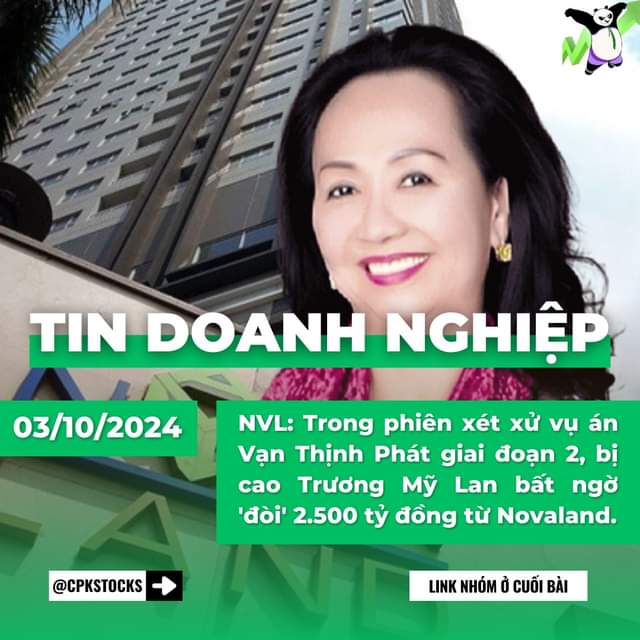 TIN DOANH NGHIỆP
03/10/2024
NVL: Trong phiên xét xử vụ án
Vạn Thịnh Phát giai đoạn 2, bị
cao Trương Mỹ Lan bất ngờ
'đòi' 2.500 tỷ đồng từ Novaland.
@CPKSTOCKS
LINK NHÓM Ở CUỐI BÀI